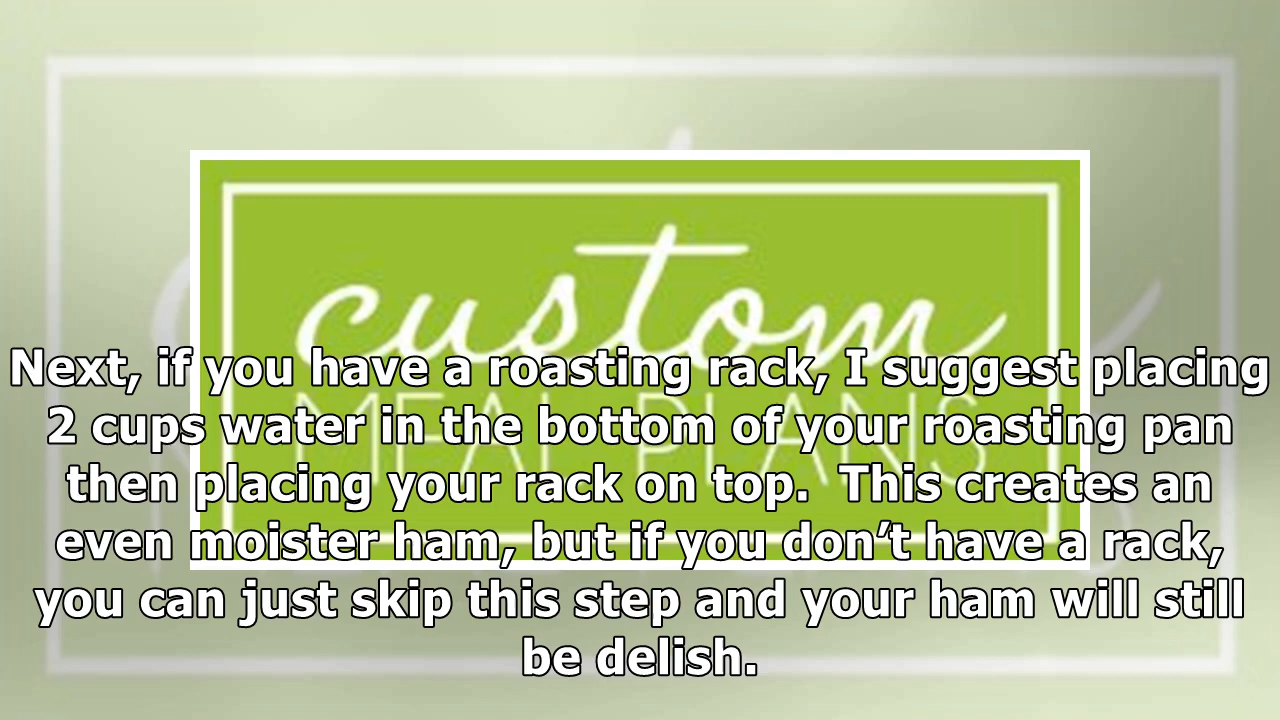 custom
MEAL PLANS
Next, if you have a roasting rack, I suggest placing
2 cups water in the bottom of your roasting pan
then placing your rack on top.  This creates an
even moister ham, but if you don’t have a rack,
you can just skip this step and your ham will still
be delish.